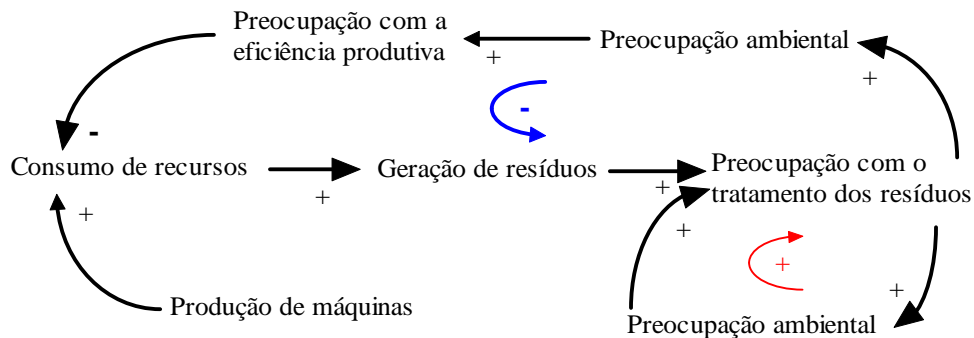 Preocupação com a
eficiência produtiva
Preocupação ambiental
+
+
-
-
Consumo de recursos
Geração de resíduos
Preocupação com o
tratamento dos resíduos
+
+
+
+
+
+
Produção de máquinas
Preocupação ambiental